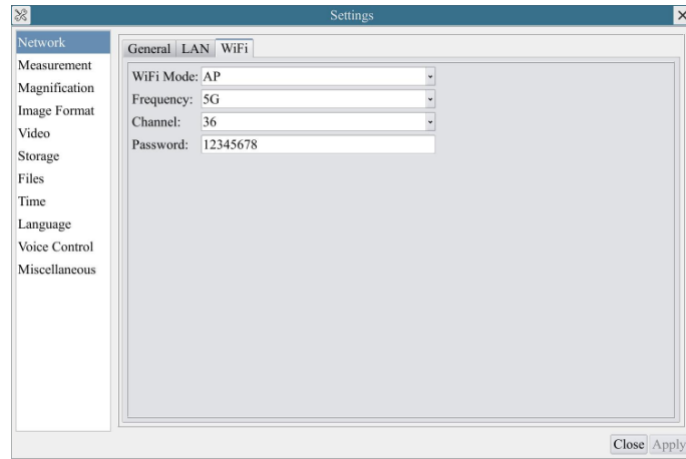 Settings
Network
Measurement
Magnification
Image Format
Video
Storage
Files
Time
Language
Voice Control
Miscellaneous
General LAN WiFi
WiFi Mode: AP
Frequency: 5G
Channel: 36
Password: 12345678
Close Apply